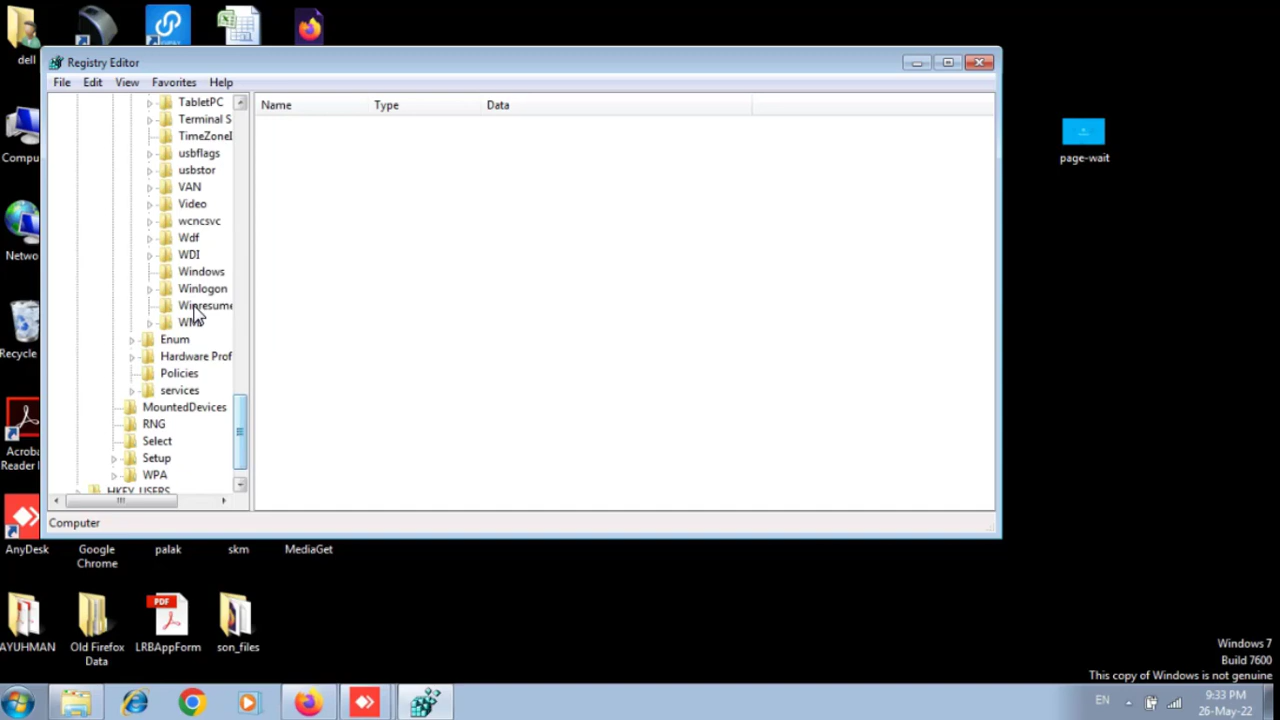 dell
Registry Editor
File Edit View Favorites Help
TabletPC
Terminal S
TimeZoneI
usbflags
usbstor
VAN
Video
wcncsvc
Wdf
WDI
Windows
Winlogon
Winresume
Enum
Hardware Prof
Policies
services
MountedDevices
RNG
Select
Setup
WPA
HKEY_USERS
Name Type Data
Computer
Compu
Netwo
Recycle
Acroba
Reader
AnyDesk
Google
Chrome
palak
skm
MediaGet
AYUHMAN
Old Firefox
Data
PDF
LRBAppForm
son_files
page-wait
Windows 7
Build 7600
This copy of Windows is not genuine
EN
9:33 PM
26-May-22